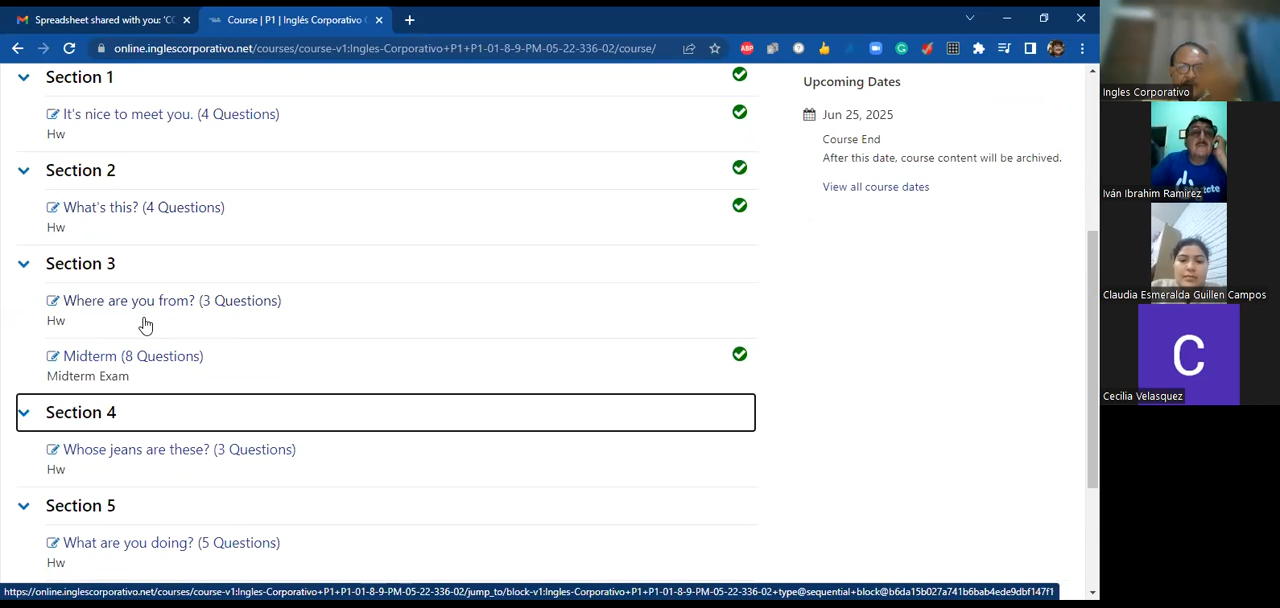 Spreadsheet shared with you: 'CC
Course | P1 | Inglés Corporativo C
online.inglescorporativo.net/courses/course-v1:Ingles-Corporativo+P1+P1-01-8-9-PM-05-22-336-02/course/
ABP
Section 1
It's nice to meet you. (4 Questions)
Hw
Section 2
What's this? (4 Questions)
Hw
Section 3
Where are you from? (3 Questions)
Hw
Midterm (8 Questions)
Midterm Exam
Section 4
Whose jeans are these? (3 Questions)
Hw
Section 5
What are you doing? (5 Questions)
Hw
https://online.inglescorporativo.net/courses/course-v1:Ingles-Corporativo+P1+P1-01-8-9-PM-05-22-336-02/jump_to/block-v1:Ingles-Corporativo+P1+P1-01-8-9-PM-05-22-336-02+type@sequential+block@b6da15b027a741b6bab4ede9dbf147f1
Upcoming Dates
Jun 25, 2025
Course End
After this date, course content will be archived.
View all course dates
Ingles Corporativo
Iván Ibrahim Ramirez
Claudia Esmeralda Guillen Campos
C
Cecilia Velasquez